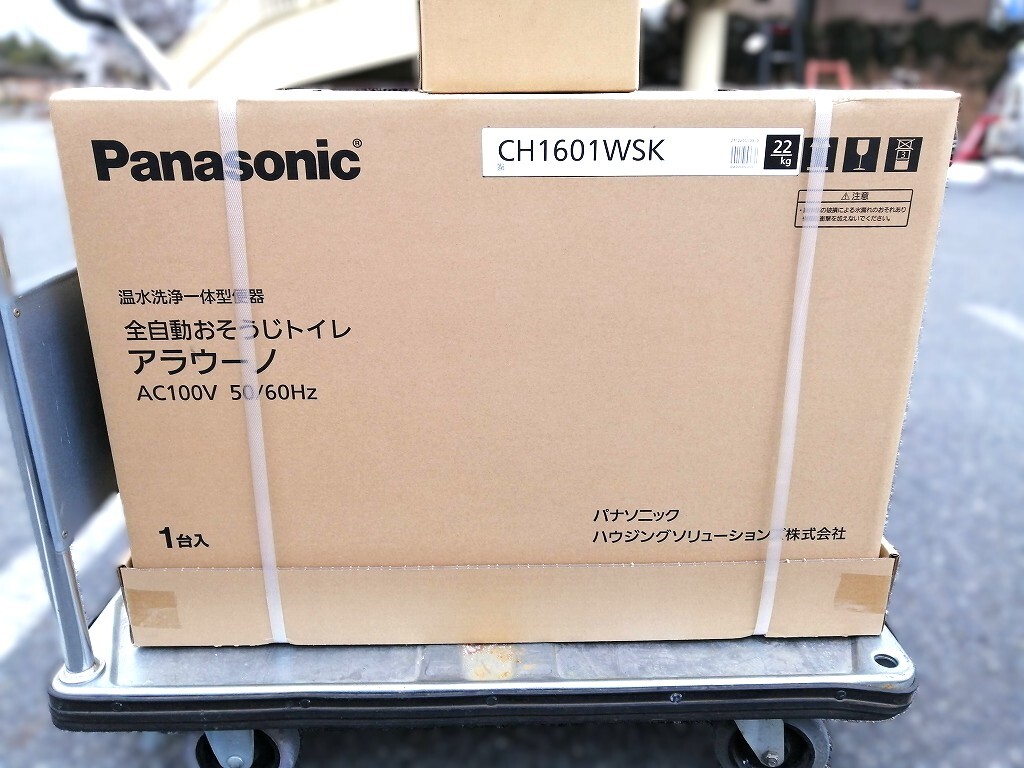 Panasonic®
CH1601WSK
22
kg
⚠注意
温水洗浄一体型便器
全自動おそうじトイレ
アラウーノ
AC100V 50/60Hz
1台入
パナソニック
ハウジングソリューションズ株式会社